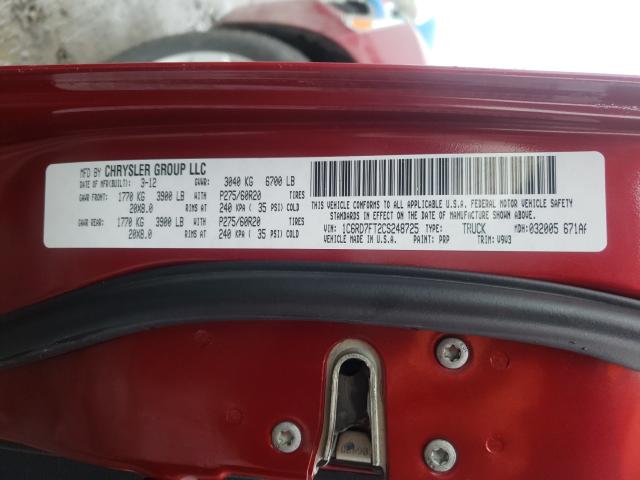 MFD BY CHRYSLER GROUP LLC
DATE OF MFR(BUILT): 3-12 GVWR: 3040 KG 6700 LB
GAWR FRONT: 1770 KG 3900 LB WITH P275/60R20 TIRES
20X8.0 RIMS AT 240 KPA ( 35 PSI) COLD
GAWR REAR: 1770 KG 3900 LB WITH P275/60R20 TIRES
20X8.0 RIMS AT 240 KPA ( 35 PSI) COLD
THIS VEHICLE CONFORMS TO ALL APPLICABLE U.S.A. FEDERAL MOTOR VEHICLE SAFETY
STANDARDS IN EFFECT ON THE DATE OF MANUFACTURE SHOWN ABOVE.
VIN: 1C6RD7FT2CS248725 TYPE: TRUCK MDH: 032005 671AA
VEHICLE MADE IN U.S.A. PAINT: PRP TRIM: V9V3